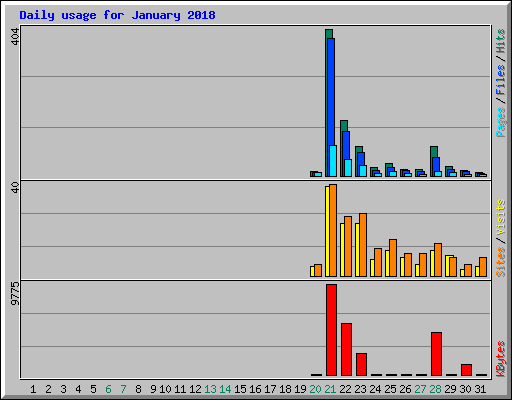 Daily usage for January 2018
404
Pages / Files / Hits
40
Sites / Visits
9775
KBytes
1 2 3 4 5 6 7 8 9 10 11 12 13 14 15 16 17 18 19 20 21 22 23 24 25 26 27 28 29 30 31